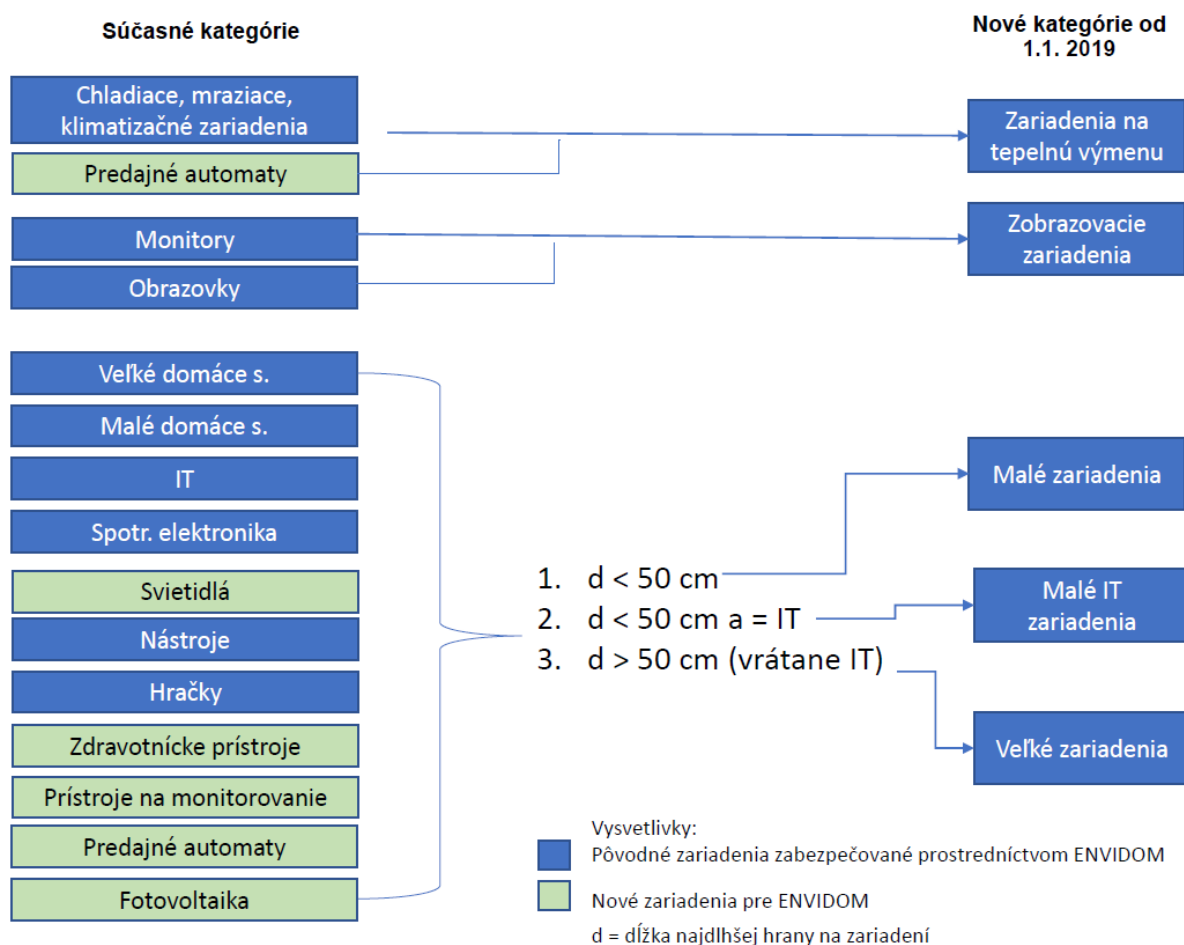 Súčasné kategórie
Nové kategórie od
1.1. 2019
Chladiace, mraziace,
klimatizačné zariadenia
Predajné automaty
Zariadenia na
tepelnú výmenu
Monitory
Obrazovky
Zobrazovacie
zariadenia
Veľké domáce s.
Malé domáce s.
IT
Spotr. elektronika
Svietidlá
Nástroje
Hračky
Zdravotnícke prístroje
Prístroje na monitorovanie
Predajné automaty
Fotovoltaika
1. d < 50 cm
2. d < 50 cm a = IT
3. d > 50 cm (vrátane IT)
Malé zariadenia
Malé IT
zariadenia
Veľké zariadenia
Vysvetlivky:
Pôvodné zariadenia zabezpečované prostredníctvom ENVIDOM
Nové zariadenia pre ENVIDOM
d = dĺžka najdlhšej hrany na zariadení